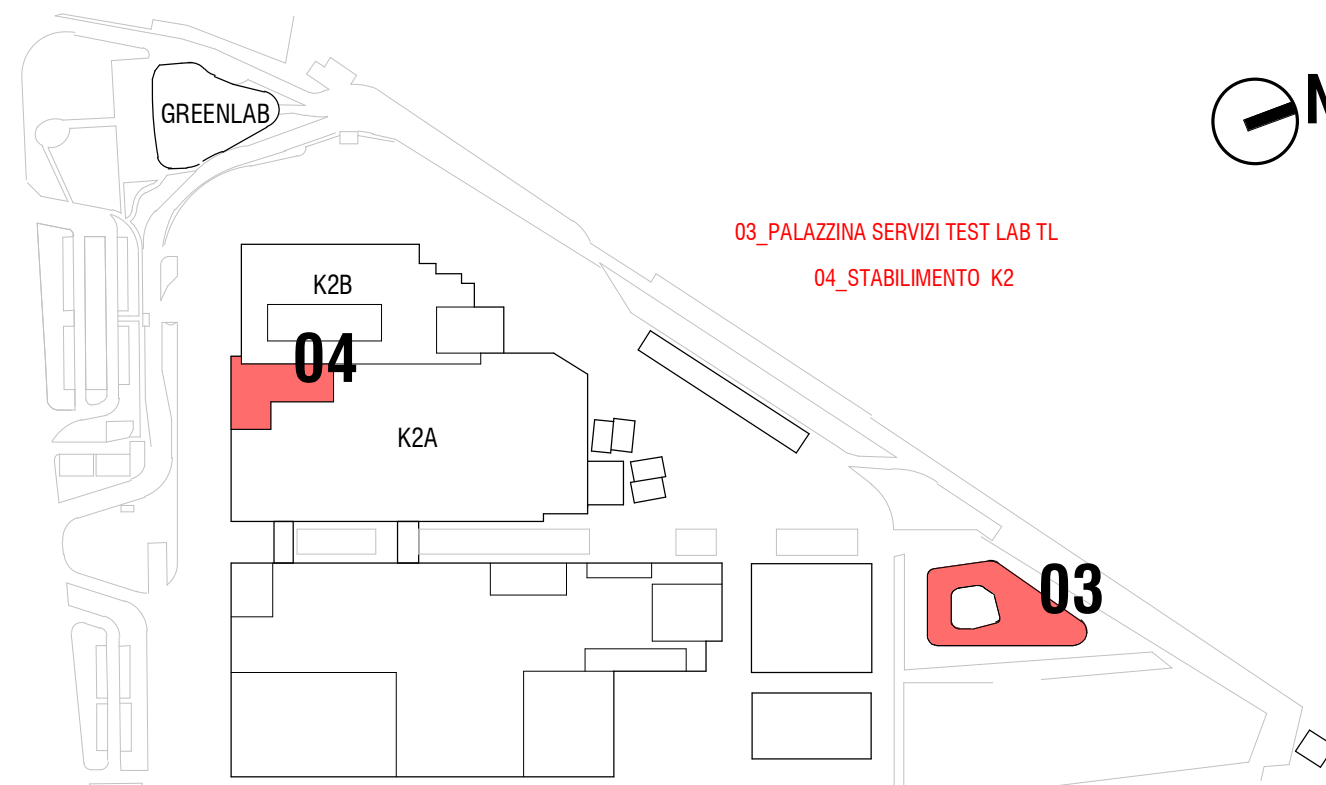 GREENLAB
N
03_PALAZZINA SERVIZI TEST LAB TL
04_STABILIMENTO K2
K2B
04
K2A
03